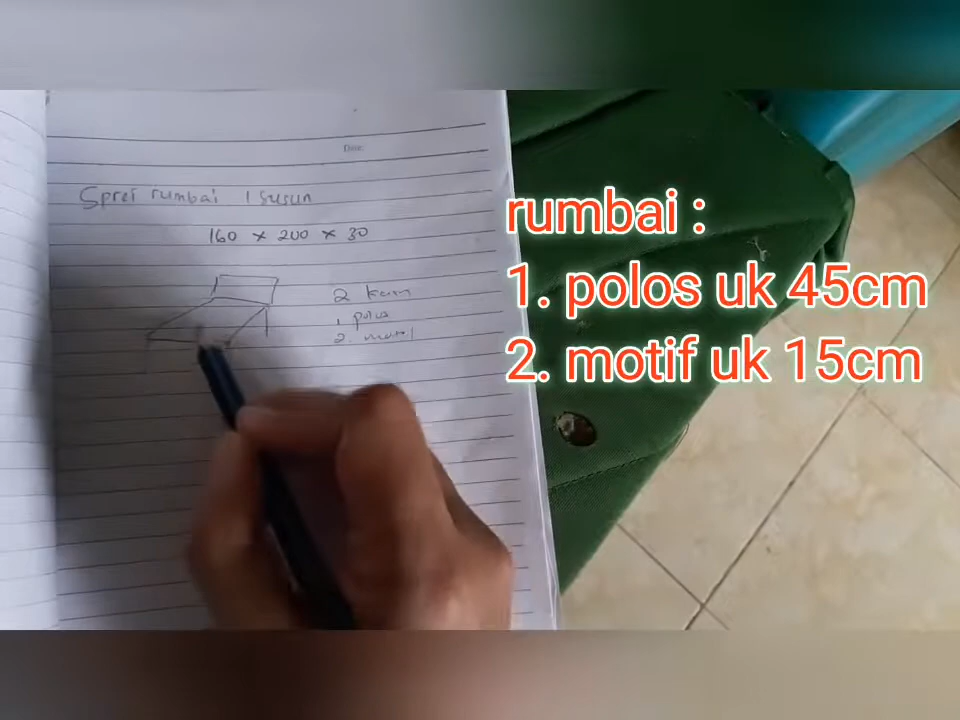 Date
Sprei rumbai 1 susun
160 x 200 x 30
2 kain
1. polos
2. motif
rumbai :
1. polos uk 45cm
2. motif uk 15cm